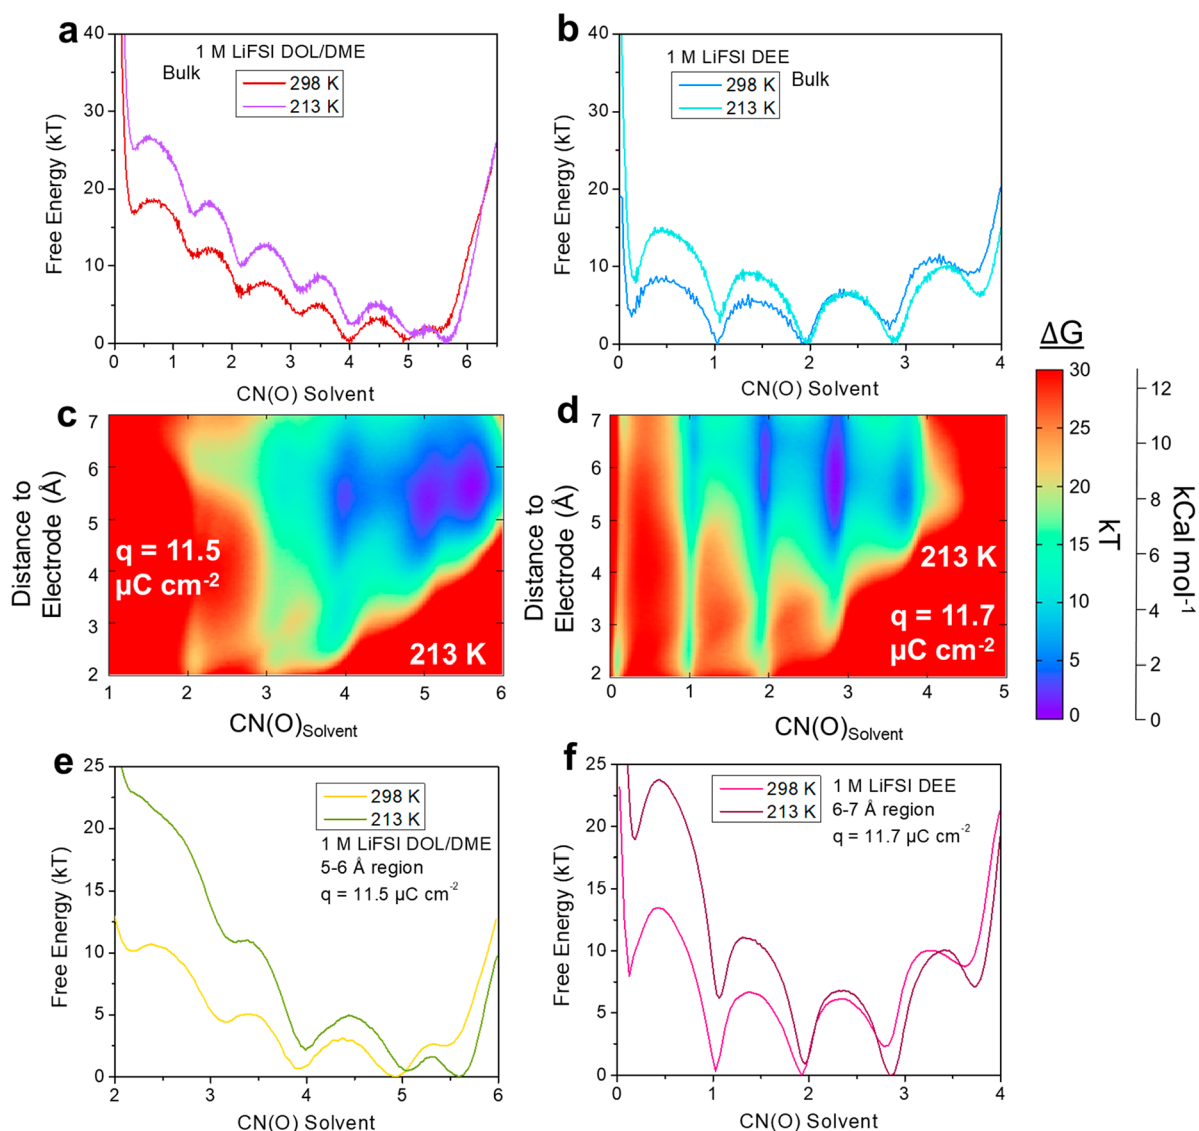 a
1 M LiFSI DOL/DME
Bulk
298 K
213 K
Free Energy (kT)
40
30
20
10
0
0 1 2 3 4 5 6
CN(O) Solvent
b
1 M LiFSI DEE
298 K
Bulk
213 K
Free Energy (kT)
40
30
20
10
0
0 1 2 3 4
CN(O) Solvent
c
Distance to
Electrode (Å)
7
6
5
4
3
2
q = 11.5
µC cm-2
213 K
1 2 3 4 5 6
CN(O)Solvent
d
Distance to
Electrode (Å)
7
6
5
4
3
2
213 K
q = 11.7
µC cm-2
0 1 2 3 4 5
CN(O)Solvent
ΔG
30
25
20
15
10
5
0
kT
12
10
8
6
4
2
0
kCal mol-1
e
298 K
213 K
1 M LiFSI DOL/DME
5-6 Å region
q = 11.5 µC cm-2
Free Energy (kT)
25
20
15
10
5
0
2 3 4 5 6
CN(O) Solvent
f
298 K
213 K
1 M LiFSI DEE
6-7 Å region
q = 11.7 µC cm-2
Free Energy (kT)
25
20
15
10
5
0
0 1 2 3 4
CN(O) Solvent